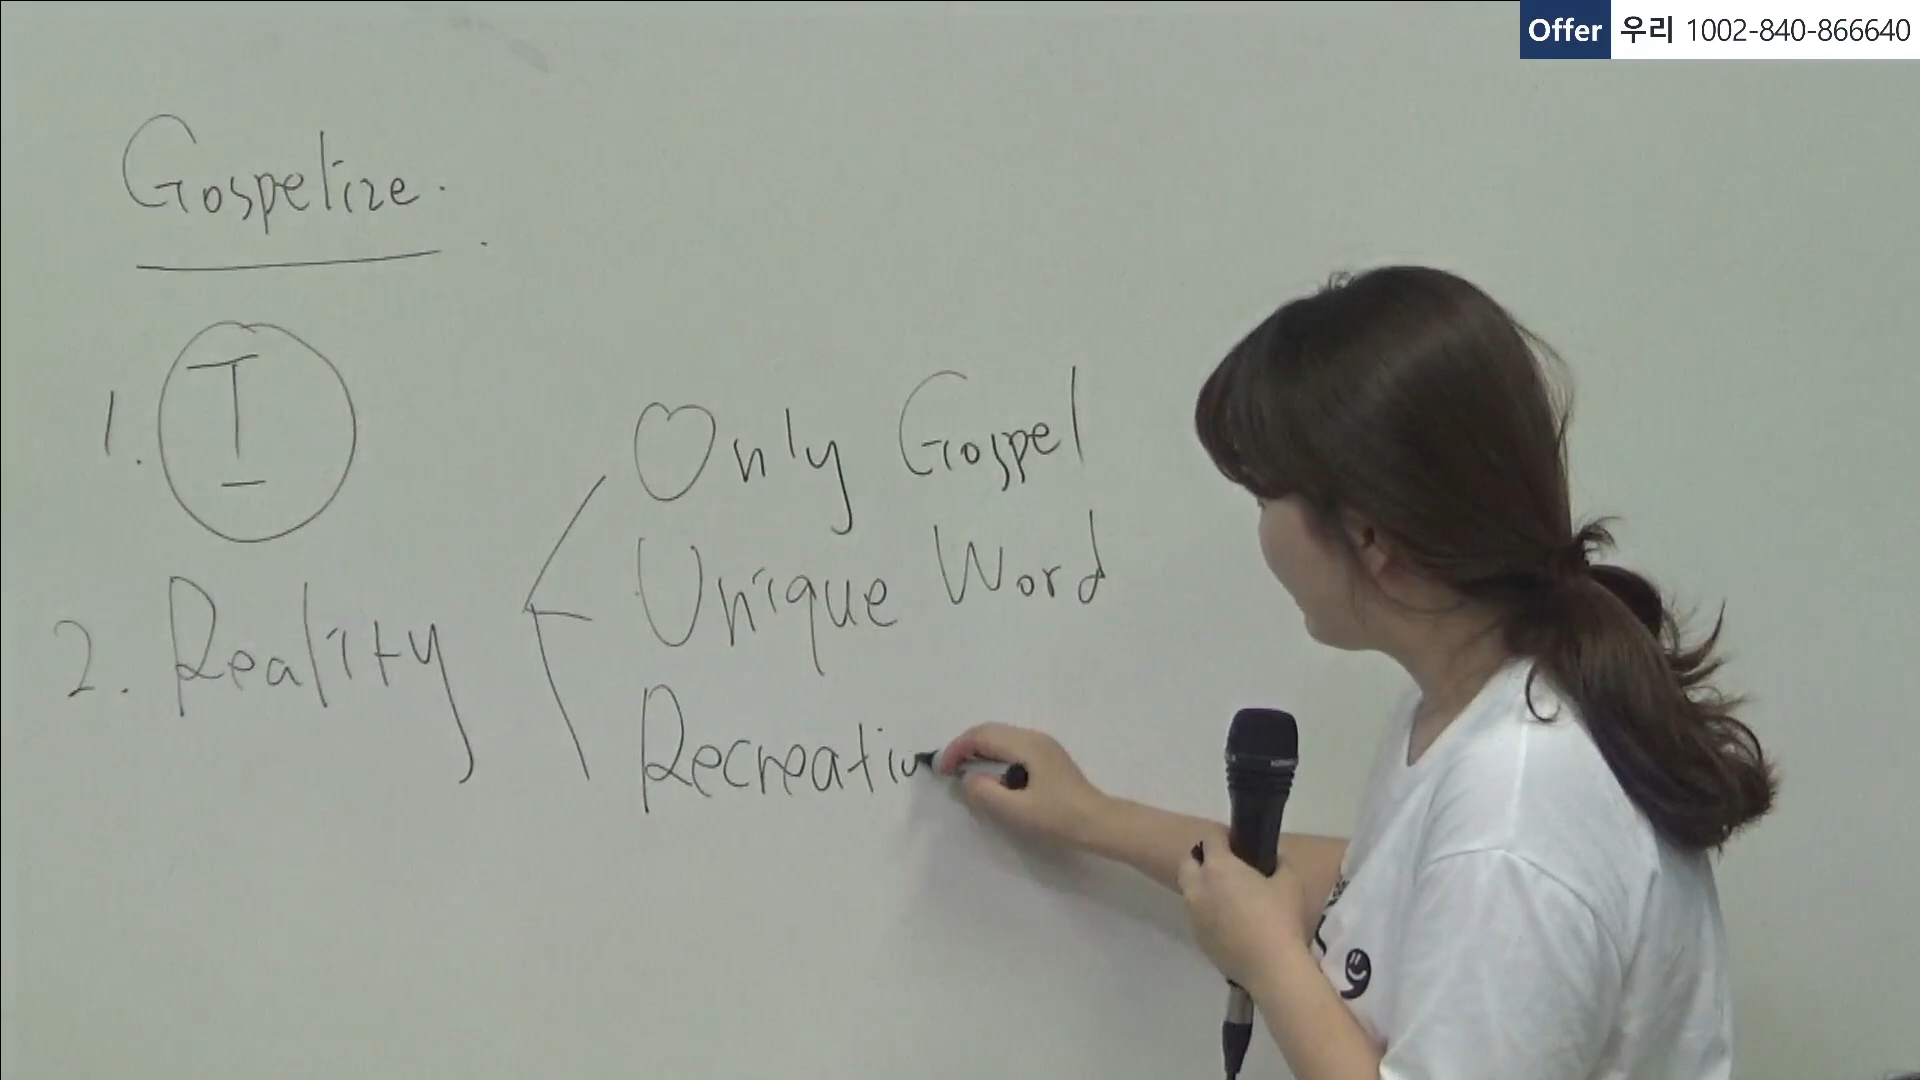 Offer 우리 1002-840-866640
Gospelize.
1. I
2. Reality
Only Gospel
Unique Word
Recreatio